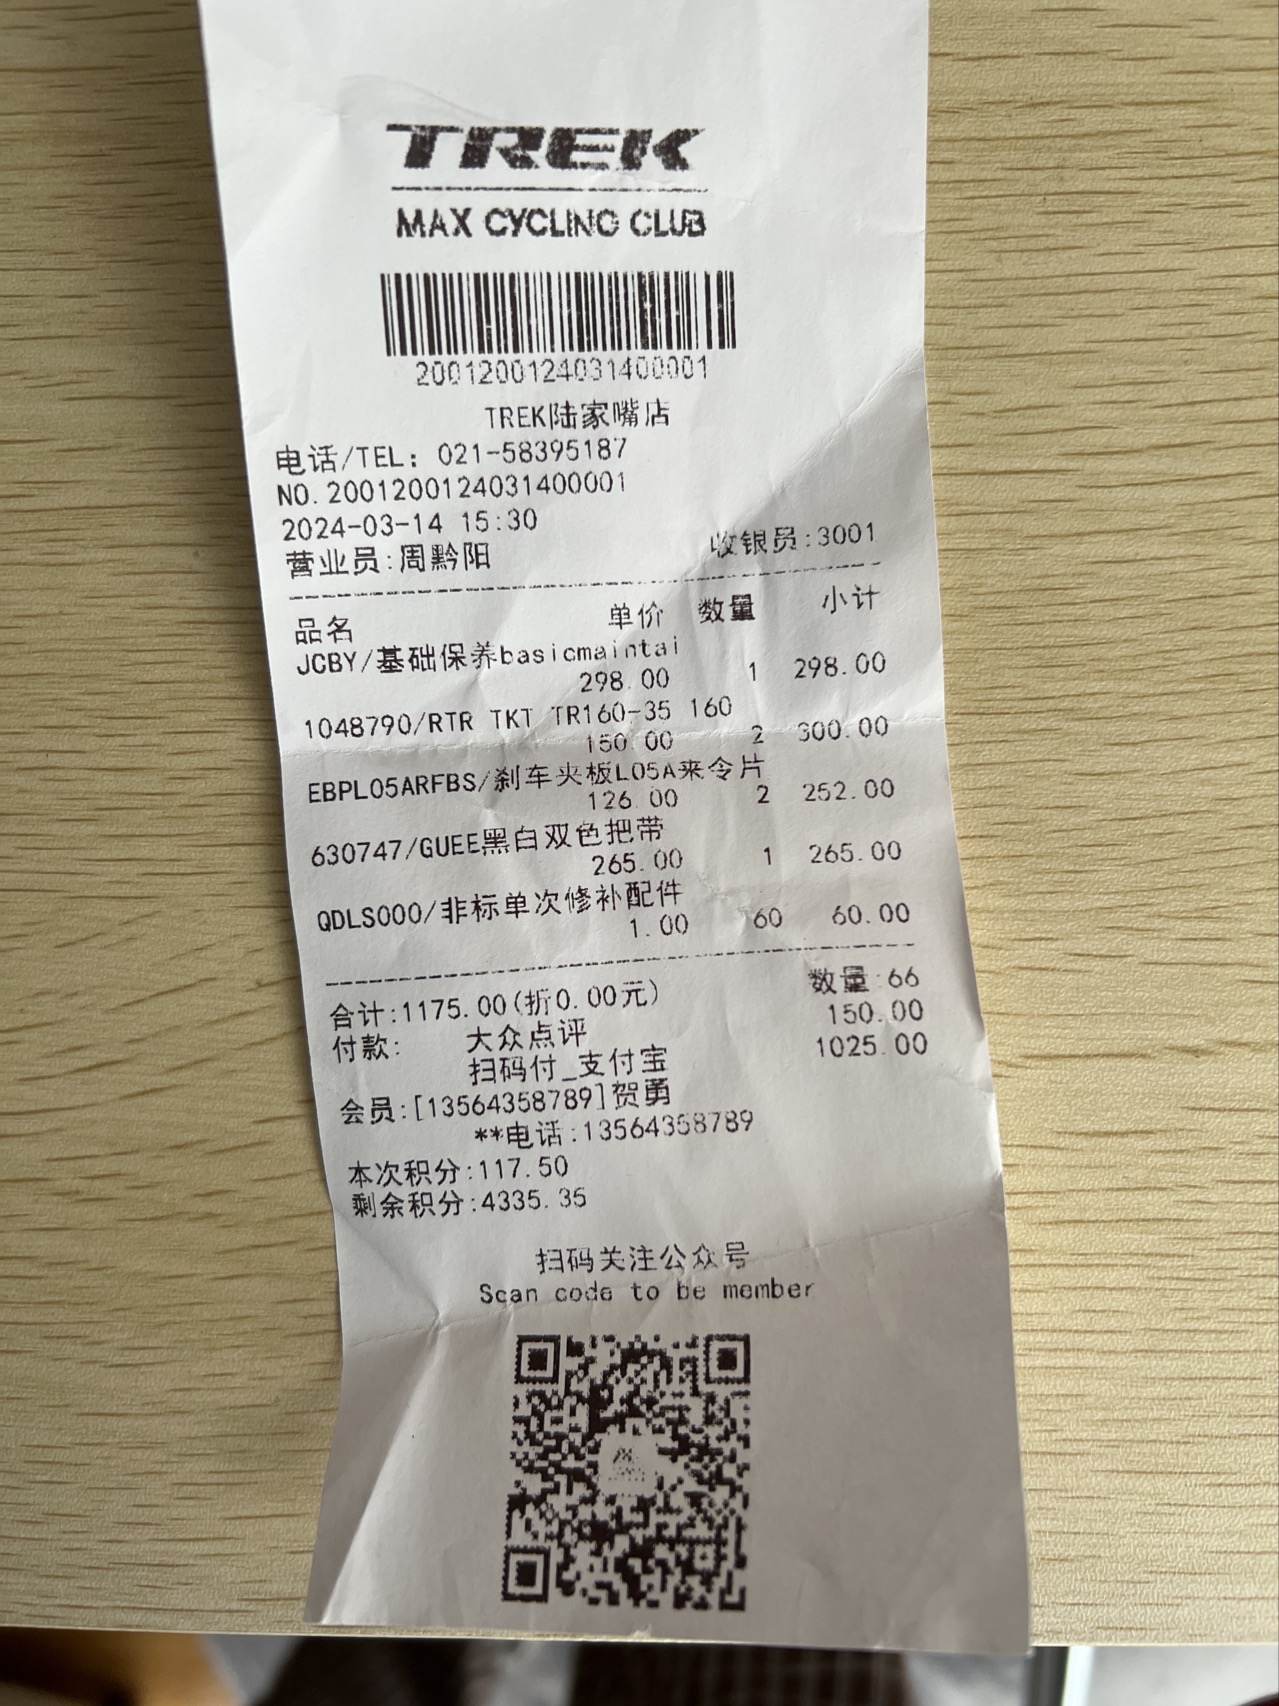 TREK
MAX CYCLING CLUB
2001200124031400001
TREK陆家嘴店
电话/TEL: 021-58395187
NO.2001200124031400001
2024-03-14 15:30
营业员:周黔阳 收银员:3001
品名 单价 数量 小计
JCBY/基础保养basicmaintai
298.00 1 298.00
1048790/RTR TKT TR160-35 160
150.00 2 300.00
EBPL05ARFBS/刹车夹板L05A来令片
126.00 2 252.00
630747/GUEE黑白双色把带
265.00 1 265.00
QDLS000/非标单次修补配件
1.00 60 60.00
合计:1175.00(折0.00元) 数量:66
付款: 大众点评 150.00
扫码付_支付宝 1025.00
会员:[13564358789]贺勇
**电话:13564358789
本次积分:117.50
剩余积分:4335.35
扫码关注公众号
Scan code to be member